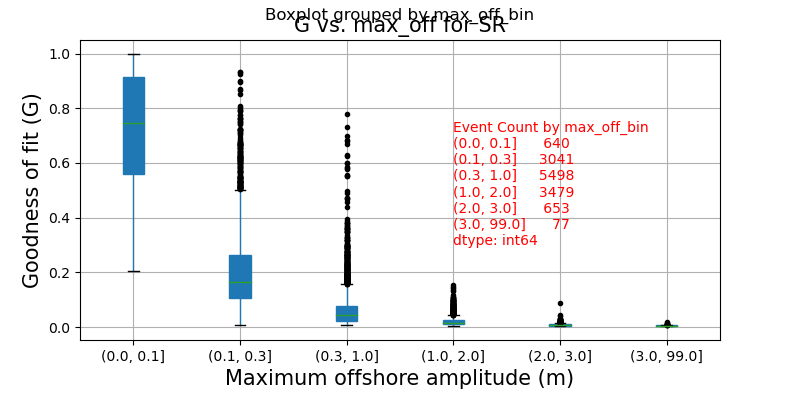 Boxplot grouped by max_off_bin
G vs. max_off for SR
Goodness of fit (G)
1.0
0.8
0.6
0.4
0.2
0.0
Event Count by max_off_bin
(0.0, 0.1]      640
(0.1, 0.3]     3041
(0.3, 1.0]     5498
(1.0, 2.0]     3479
(2.0, 3.0]      653
(3.0, 99.0]      77
dtype: int64
(0.0, 0.1] (0.1, 0.3] (0.3, 1.0] (1.0, 2.0] (2.0, 3.0] (3.0, 99.0]
Maximum offshore amplitude (m)